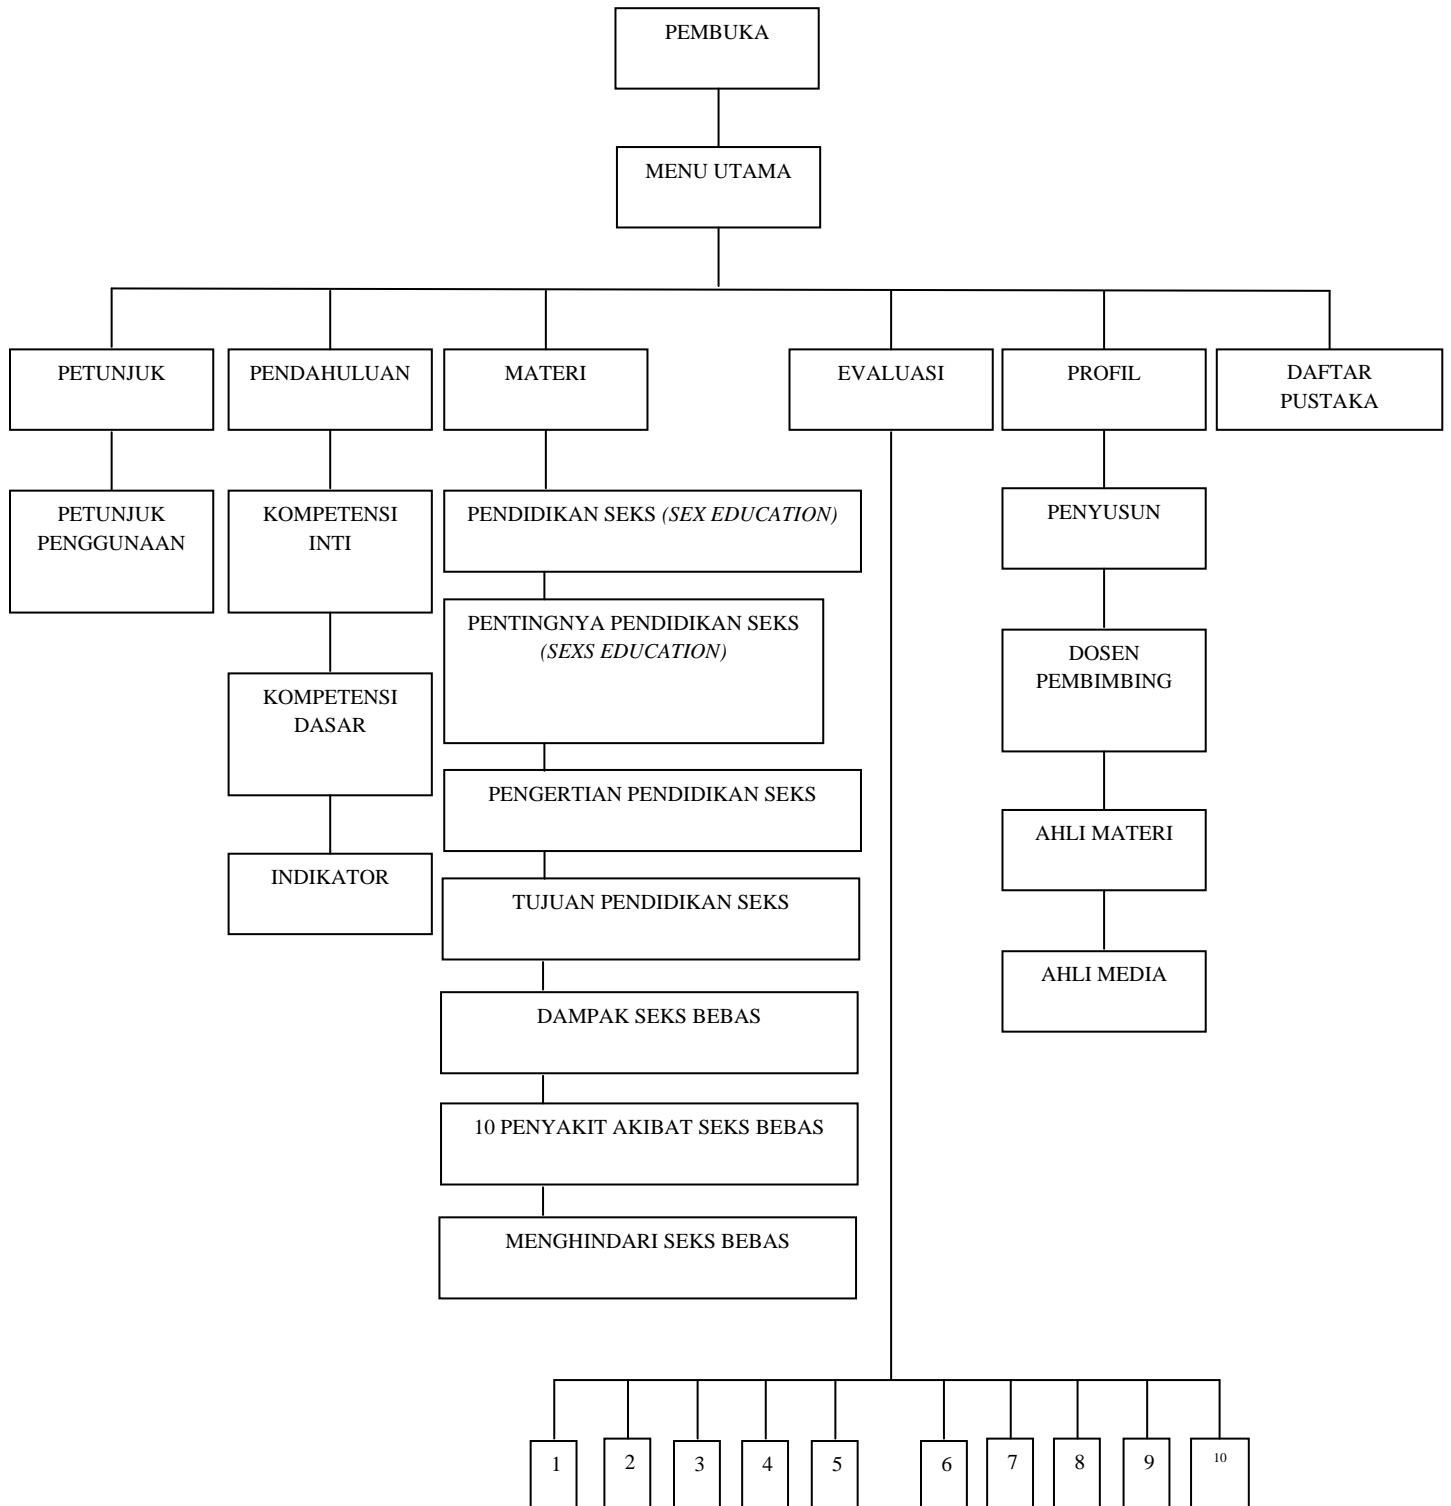 PEMBUKA
MENU UTAMA
PETUNJUK
PENDAHULUAN
MATERI
EVALUASI
PROFIL
DAFTAR
PUSTAKA
PETUNJUK
PENGGUNAAN
KOMPETENSI
INTI
KOMPETENSI
DASAR
INDIKATOR
PENDIDIKAN SEKS (SEX EDUCATION)
PENTINGNYA PENDIDIKAN SEKS
(SEXS EDUCATION)
PENGERTIAN PENDIDIKAN SEKS
TUJUAN PENDIDIKAN SEKS
DAMPAK SEKS BEBAS
10 PENYAKIT AKIBAT SEKS BEBAS
MENGHINDARI SEKS BEBAS
PENYUSUN
DOSEN
PEMBIMBING
AHLI MATERI
AHLI MEDIA
1
2
3
4
5
6
7
8
9
10